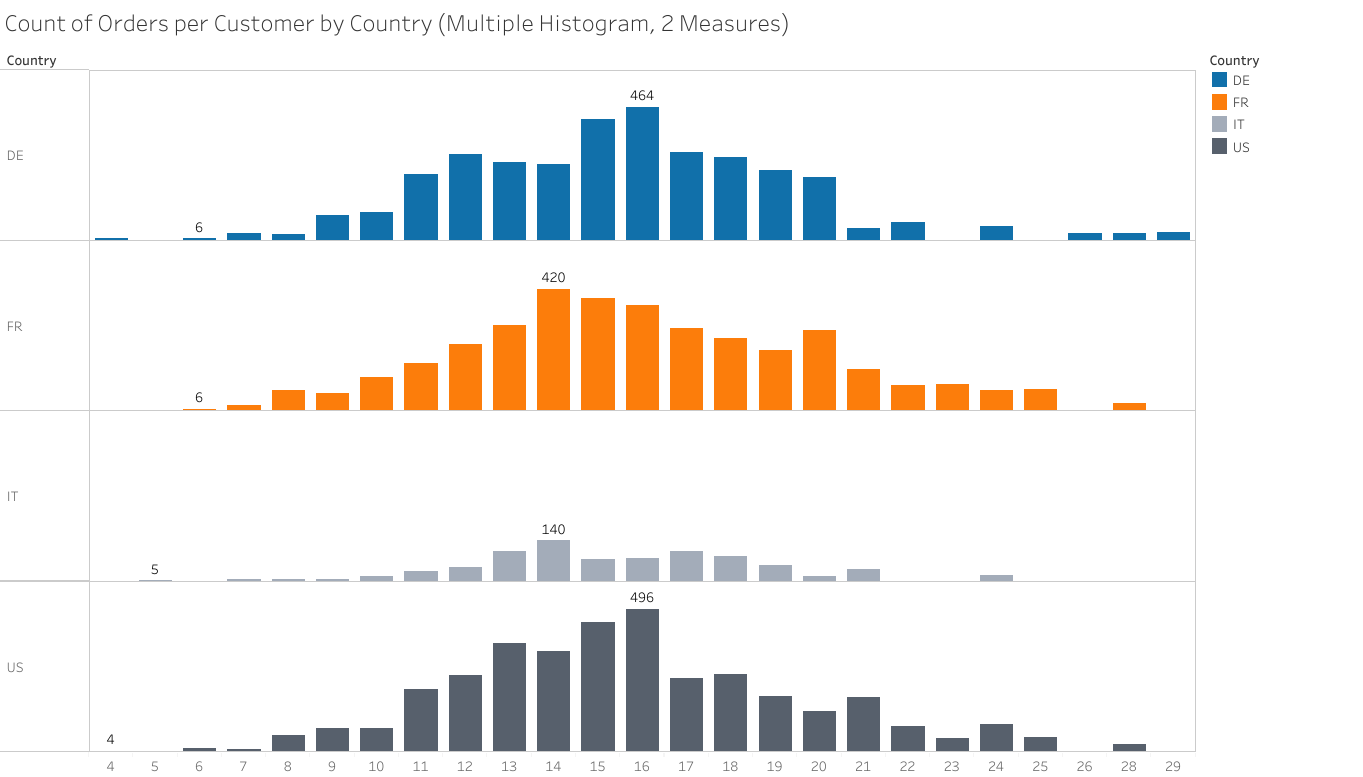 Count of Orders per Customer by Country (Multiple Histogram, 2 Measures)
Country
Country
DE
FR
IT
US
464
DE
6
420
FR
6
IT
140
5
496
US
4
4 5 6 7 8 9 10 11 12 13 14 15 16 17 18 19 20 21 22 23 24 25 26 28 29